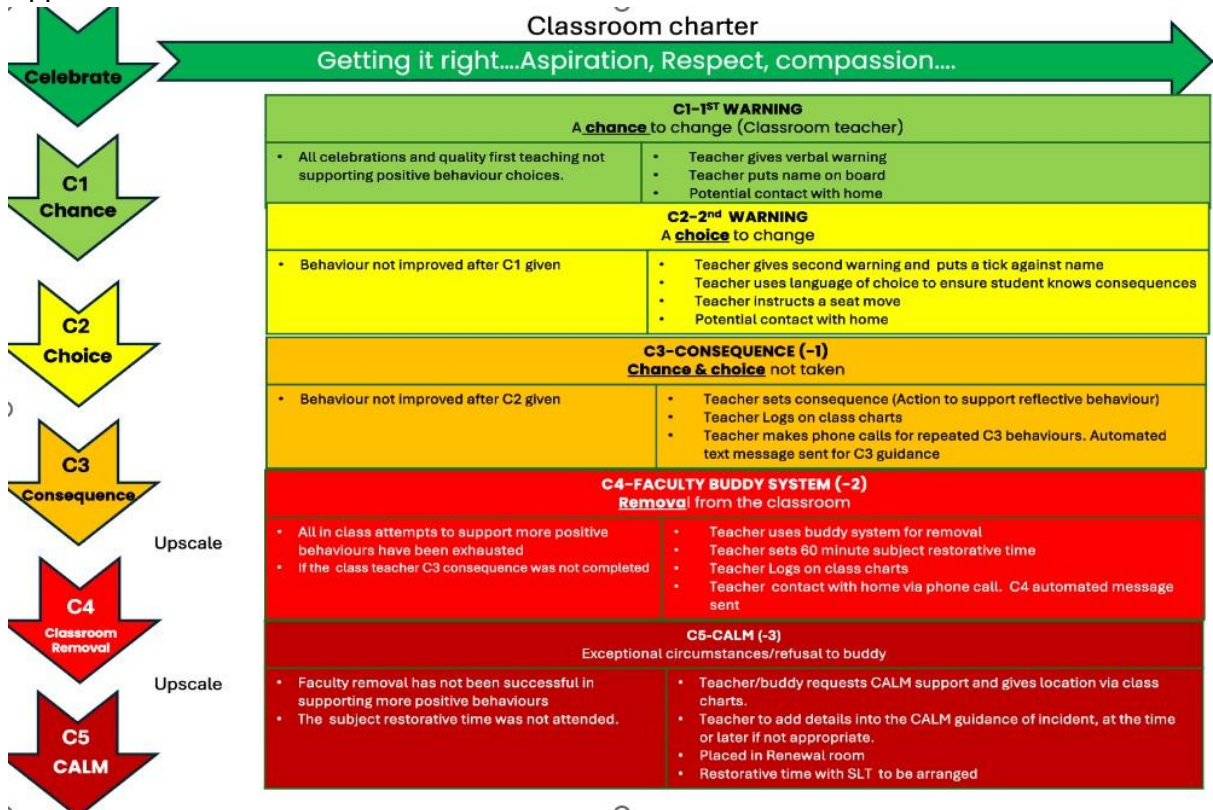 Classroom charter
Getting it right....Aspiration, Respect, compassion....
Celebrate
C1-1ST WARNING
A chance to change (Classroom teacher)
• All celebrations and quality first teaching not
supporting positive behaviour choices.
• Teacher gives verbal warning
• Teacher puts name on board
• Potential contact with home
C1
Chance
C2-2nd WARNING
A choice to change
• Behaviour not improved after C1 given
• Teacher gives second warning and puts a tick against name
• Teacher uses language of choice to ensure student knows consequences
• Teacher instructs a seat move
• Potential contact with home
C2
Choice
C3-CONSEQUENCE (-1)
Chance & choice not taken
• Behaviour not improved after C2 given
• Teacher sets consequence (Action to support reflective behaviour)
• Teacher Logs on class charts
• Teacher makes phone calls for repeated C3 behaviours. Automated
text message sent for C3 guidance
C3
Consequence
C4-FACULTY BUDDY SYSTEM (-2)
Removal from the classroom
Upscale
• All in class attempts to support more positive
behaviours have been exhausted
• If the class teacher C3 consequence was not completed
• Teacher uses buddy system for removal
• Teacher sets 60 minute subject restorative time
• Teacher Logs on class charts
• Teacher contact with home via phone call. C4 automated message
sent
C4
Classroom
Removal
C5-CALM (-3)
Exceptional circumstances/refusal to buddy
Upscale
• Faculty removal has not been successful in
supporting more positive behaviours
• The subject restorative time was not attended.
• Teacher/buddy requests CALM support and gives location via class
charts.
• Teacher to add details into the CALM guidance of incident, at the time
or later if not appropriate.
• Placed in Renewal room
• Restorative time with SLT to be arranged
C5
CALM